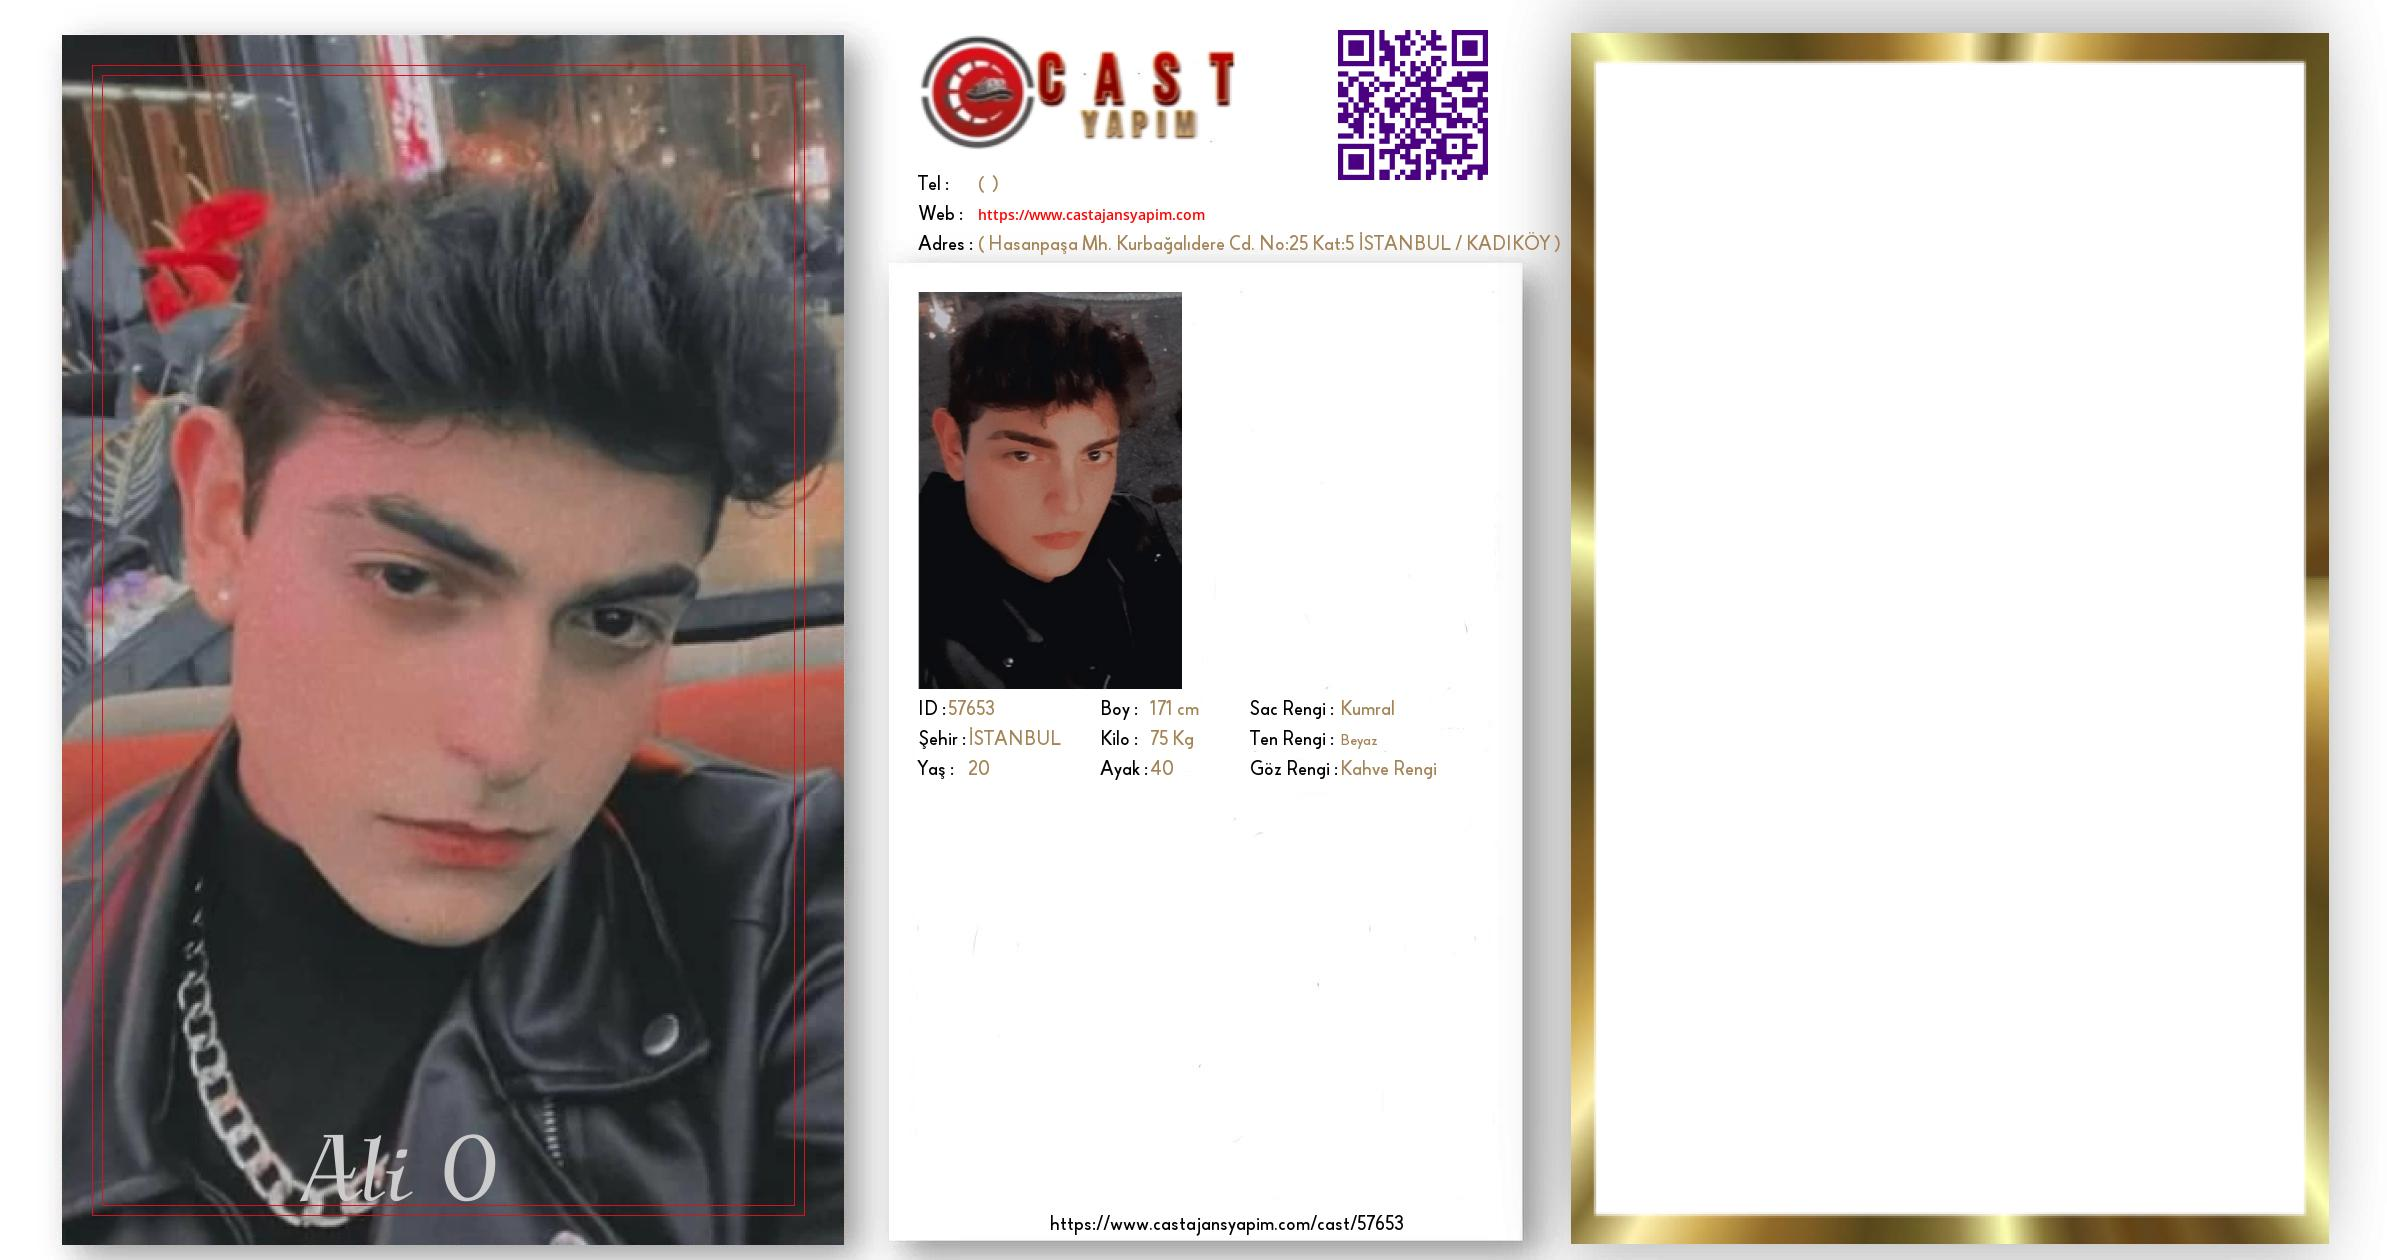 Ali O
CAST
YAPIM
Tel : ( )
Web : https://www.castajansyapim.com
Adres : ( Hasanpaşa Mh. Kurbağalıdere Cd. No:25 Kat:5 İSTANBUL / KADIKÖY )
ID : 57653 Boy : 171 cm Sac Rengi : Kumral
Şehir : İSTANBUL Kilo : 75 Kg Ten Rengi : Beyaz
Yaş : 20 Ayak : 40 Göz Rengi : Kahve Rengi
https://www.castajansyapim.com/cast/57653